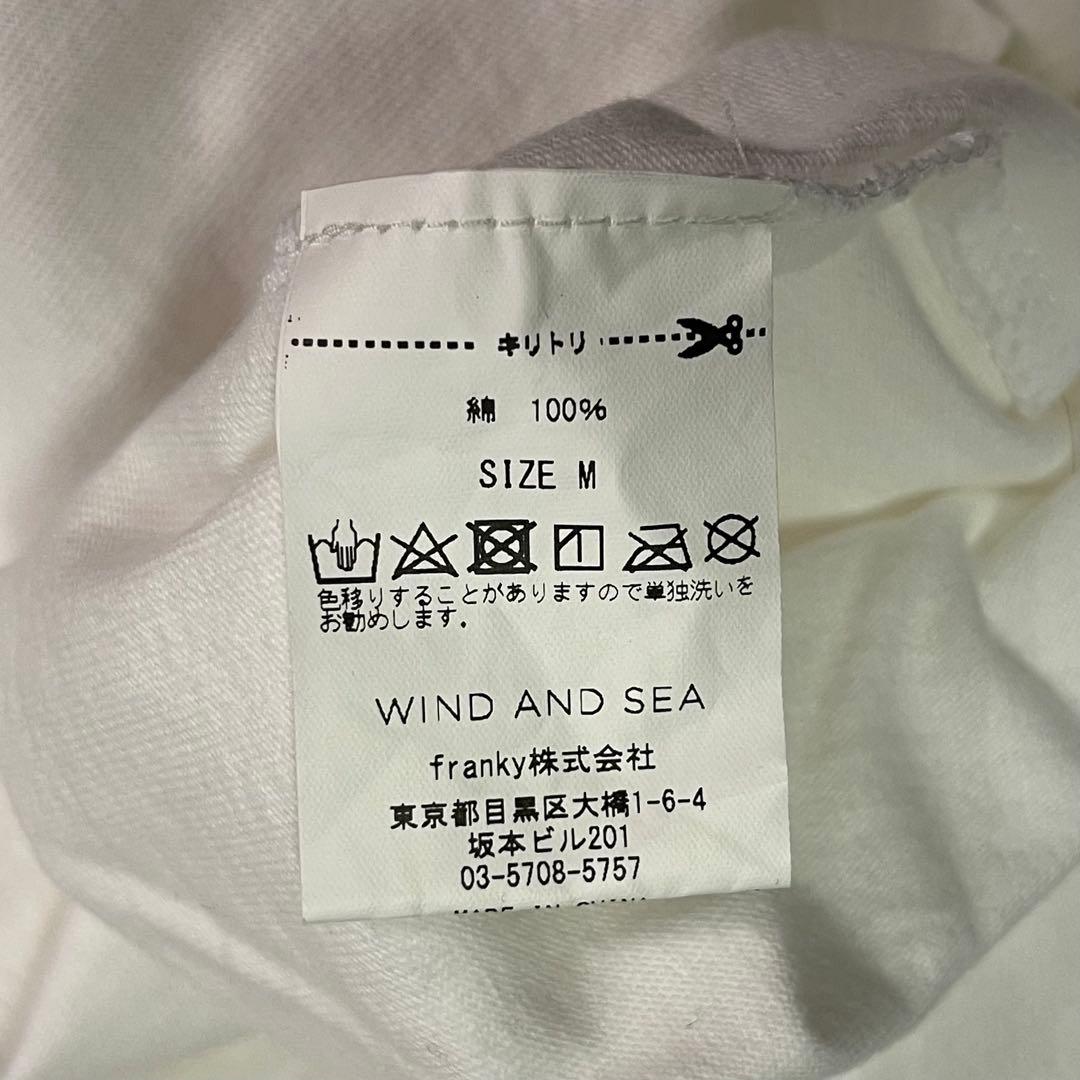 キリトリ
綿 100%
SIZE M
色移りすることがありますので単独洗いを
お勧めします.
WIND AND SEA
franky株式会社
東京都目黒区大橋1-6-4
坂本ビル201
03-5708-5757
MADE IN CHINA